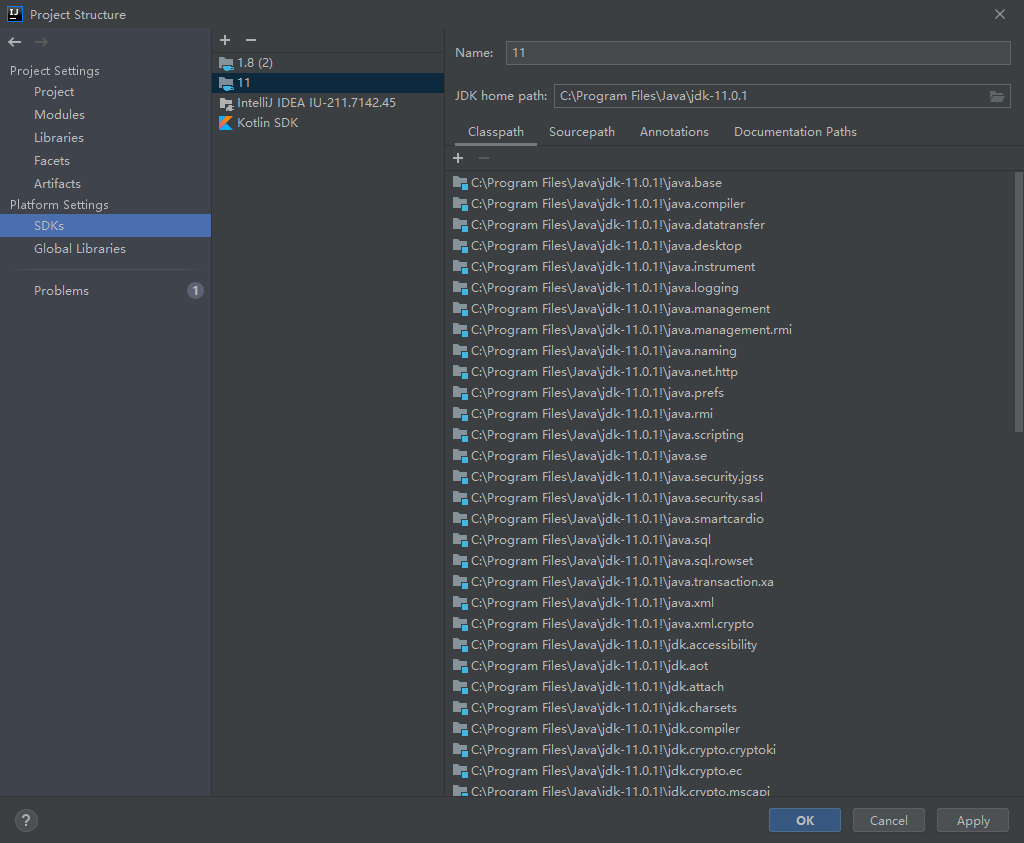 Project Structure
Project Settings
Project
Modules
Libraries
Facets
Artifacts
Platform Settings
SDKs
Global Libraries
Problems 1
1.8 (2)
11
IntelliJ IDEA IU-211.7142.45
Kotlin SDK
Name: 11
JDK home path: C:\Program Files\Java\jdk-11.0.1
Classpath Sourcepath Annotations Documentation Paths
C:\Program Files\Java\jdk-11.0.1!\java.base
C:\Program Files\Java\jdk-11.0.1!\java.compiler
C:\Program Files\Java\jdk-11.0.1!\java.datatransfer
C:\Program Files\Java\jdk-11.0.1!\java.desktop
C:\Program Files\Java\jdk-11.0.1!\java.instrument
C:\Program Files\Java\jdk-11.0.1!\java.logging
C:\Program Files\Java\jdk-11.0.1!\java.management
C:\Program Files\Java\jdk-11.0.1!\java.management.rmi
C:\Program Files\Java\jdk-11.0.1!\java.naming
C:\Program Files\Java\jdk-11.0.1!\java.net.http
C:\Program Files\Java\jdk-11.0.1!\java.prefs
C:\Program Files\Java\jdk-11.0.1!\java.rmi
C:\Program Files\Java\jdk-11.0.1!\java.scripting
C:\Program Files\Java\jdk-11.0.1!\java.se
C:\Program Files\Java\jdk-11.0.1!\java.security.jgss
C:\Program Files\Java\jdk-11.0.1!\java.security.sasl
C:\Program Files\Java\jdk-11.0.1!\java.smartcardio
C:\Program Files\Java\jdk-11.0.1!\java.sql
C:\Program Files\Java\jdk-11.0.1!\java.sql.rowset
C:\Program Files\Java\jdk-11.0.1!\java.transaction.xa
C:\Program Files\Java\jdk-11.0.1!\java.xml
C:\Program Files\Java\jdk-11.0.1!\java.xml.crypto
C:\Program Files\Java\jdk-11.0.1!\jdk.accessibility
C:\Program Files\Java\jdk-11.0.1!\jdk.aot
C:\Program Files\Java\jdk-11.0.1!\jdk.attach
C:\Program Files\Java\jdk-11.0.1!\jdk.charsets
C:\Program Files\Java\jdk-11.0.1!\jdk.compiler
C:\Program Files\Java\jdk-11.0.1!\jdk.crypto.cryptoki
C:\Program Files\Java\jdk-11.0.1!\jdk.crypto.ec
C:\Program Files\Java\jdk-11.0.1!\jdk.crypto.mscapi
? OK Cancel Apply